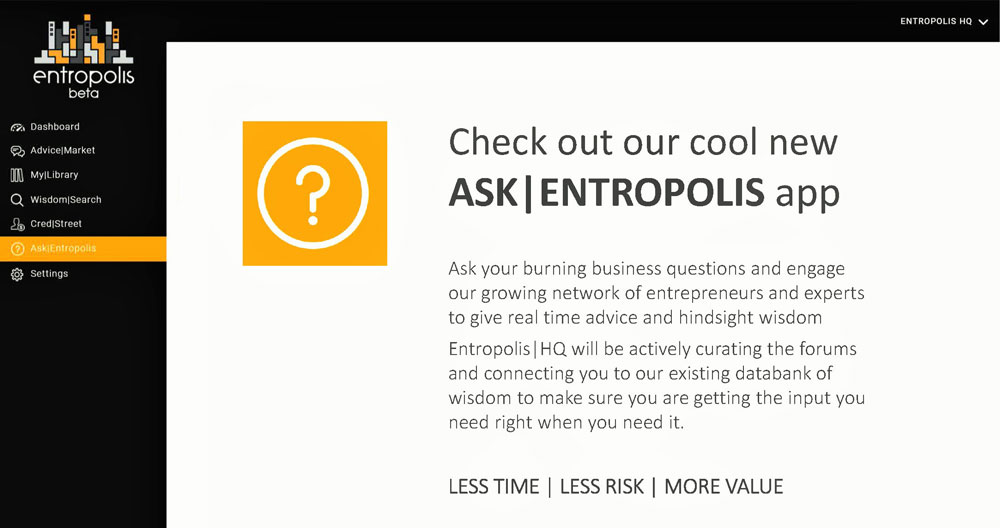 ENTROPOLIS HQ
entropolis
beta
Dashboard
Advice|Market
My|Library
Wisdom|Search
Cred|Street
Ask|Entropolis
Settings
?
Check out our cool new
ASK|ENTROPOLIS app
Ask your burning business questions and engage
our growing network of entrepreneurs and experts
to give real time advice and hindsight wisdom
Entropolis|HQ will be actively curating the forums
and connecting you to our existing databank of
wisdom to make sure you are getting the input you
need right when you need it.
LESS TIME | LESS RISK | MORE VALUE